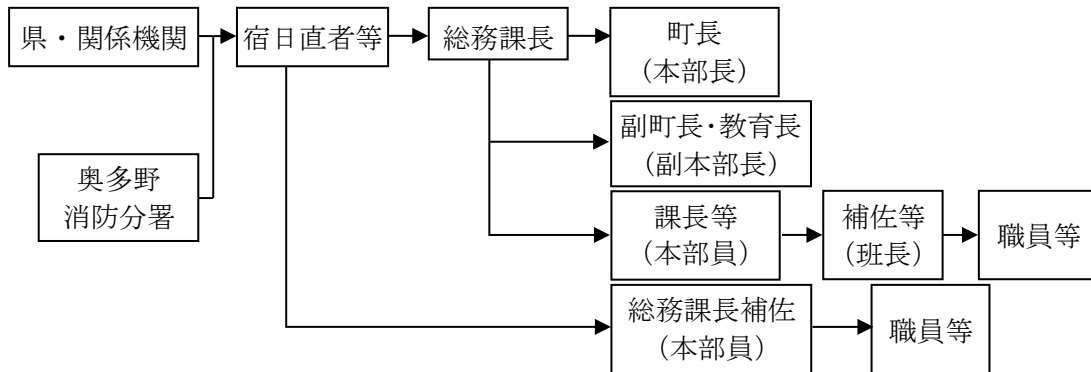 県・関係機関
宿日直者等
総務課長
町長
(本部長)
副町長・教育長
(副本部長)
奥多野
消防分署
課長等
(本部員)
補佐等
(班長)
職員等
総務課長補佐
(本部員)
職員等